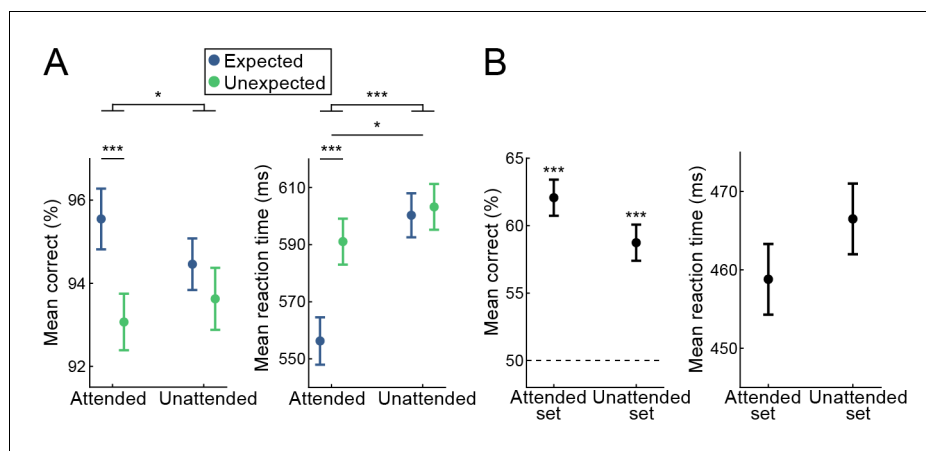 A
Expected
Unexpected
*
***
***
*
***
Mean correct (%)
96
94
92
Attended Unattended
Mean reaction time (ms)
610
590
570
550
Attended Unattended
B
Mean correct (%)
65
60
55
50
***
***
Attended set
Unattended set
Mean reaction time (ms)
470
460
450
Attended set
Unattended set